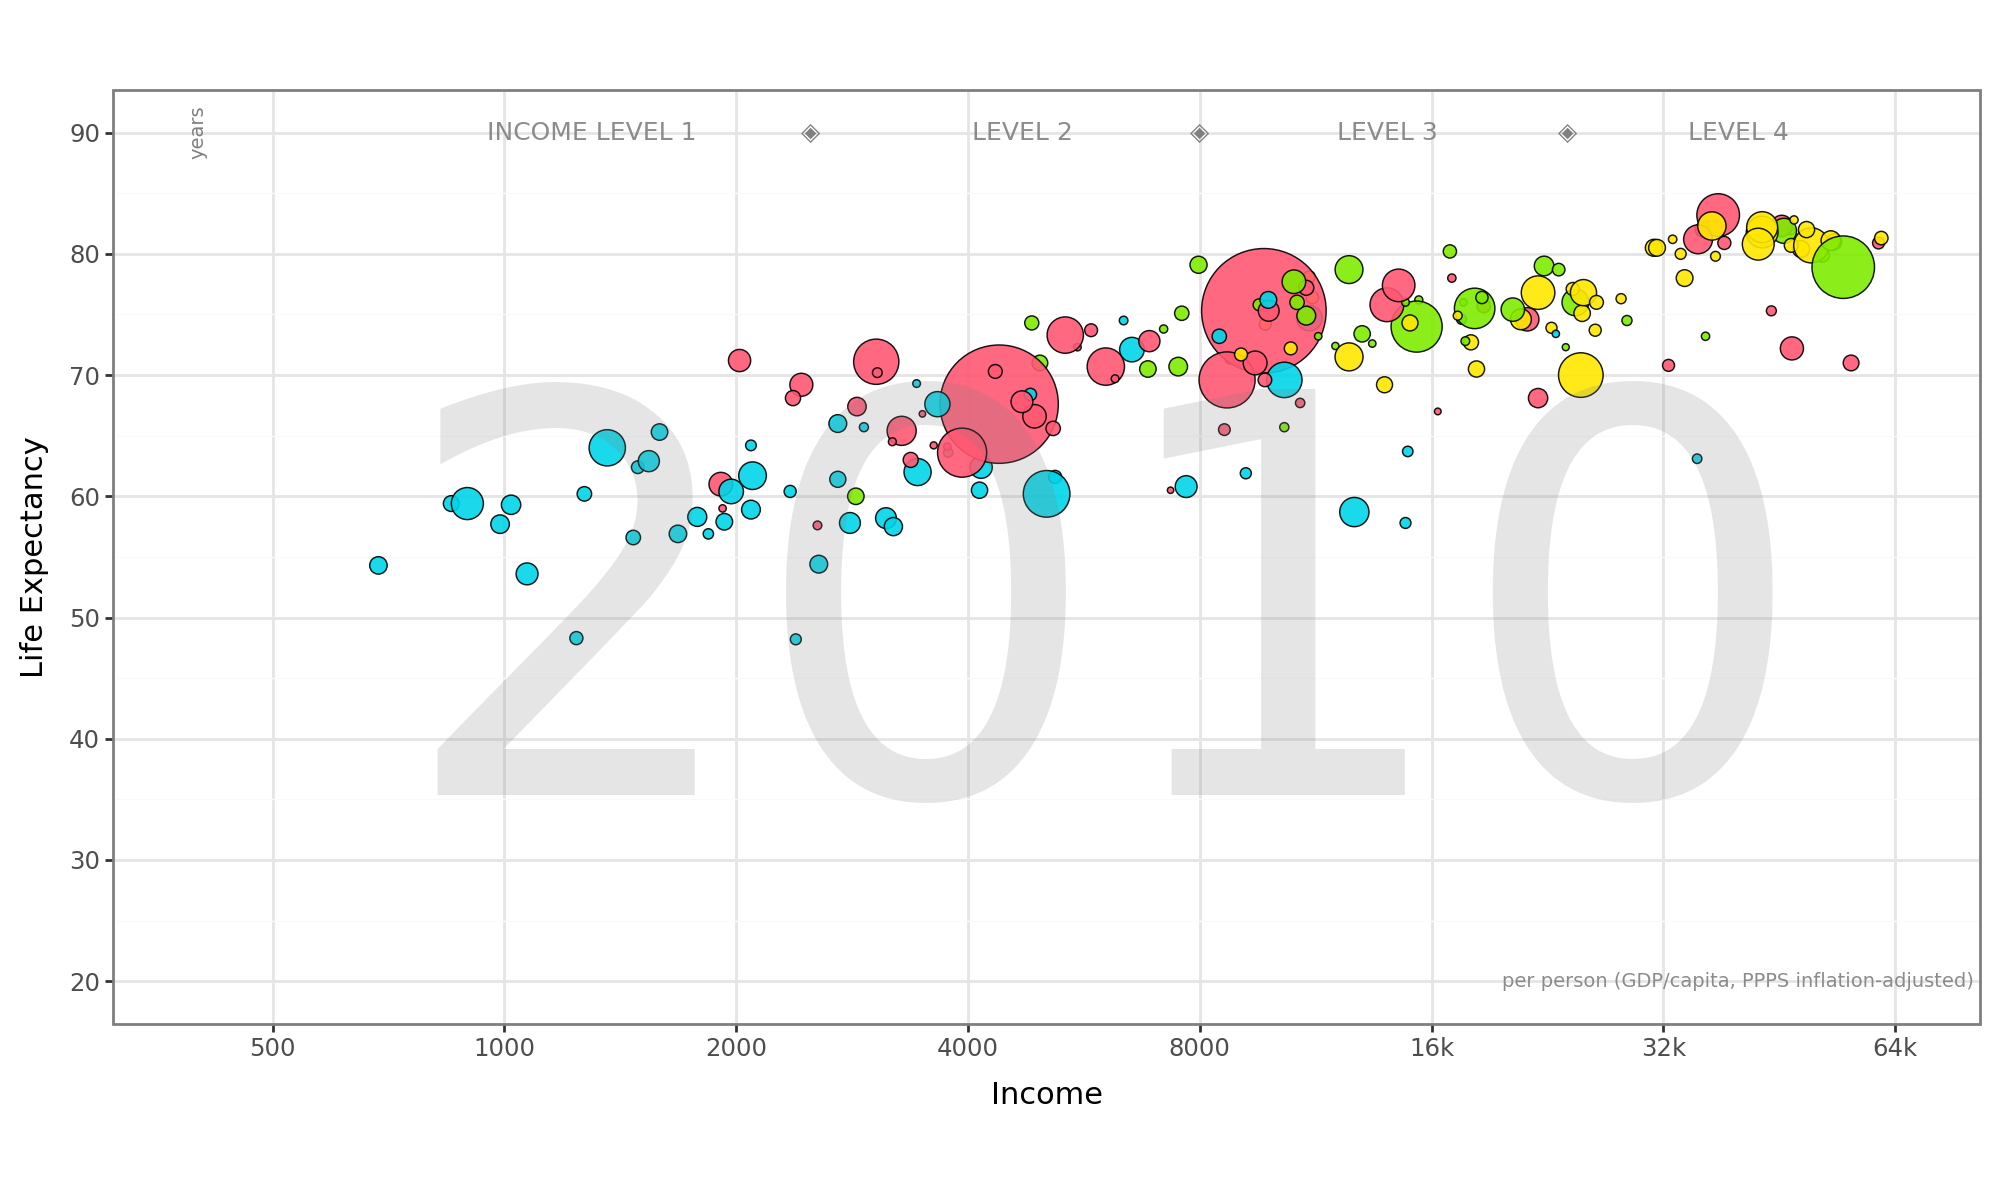 years
INCOME LEVEL 1 ◈ LEVEL 2 ◈ LEVEL 3 ◈ LEVEL 4
90
80
70
60
50
40
30
20
Life Expectancy
2010
per person (GDP/capita, PPPS inflation-adjusted)
500 1000 2000 4000 8000 16k 32k 64k
Income